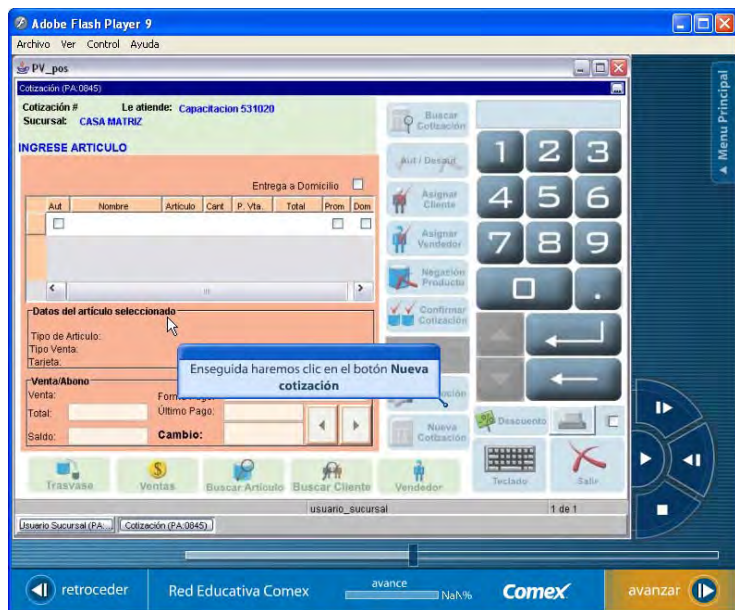 Adobe Flash Player 9
Archivo Ver Control Ayuda
PV_pos
Cotización (PA:0845)
Cotización # Le atiende: Capacitacion 531020
Sucursal: CASA MATRIZ
INGRESE ARTICULO
Entrega a Domicilio
Aut Nombre Artículo Cant P. Vta. Total Prom Dom
Datos del artículo seleccionado
Tipo de Artículo:
Tipo Venta:
Tarjeta:
Enseguida haremos clic en el botón Nueva
cotización
Venta/Abono
Venta:
Total:
Último Pago:
Saldo:
Cambio:
Buscar
Cotización
Aut / Desaut
Asignar
Cliente
Asignar
Vendedor
Negación
Producto
Confirmar
Cotización
Nueva
Cotización
1 2 3
4 5 6
7 8 9
0 .
Descuento
Teclado
Salir
Trasvase
Ventas
Buscar Artículo
Buscar Cliente
Vendedor
usuario_sucursal
1 de 1
Usuario Sucursal (PA:...
Cotización (PA:0845)
Menu Principal
retroceder
Red Educativa Comex
avance
NaN%
Comex
avanzar